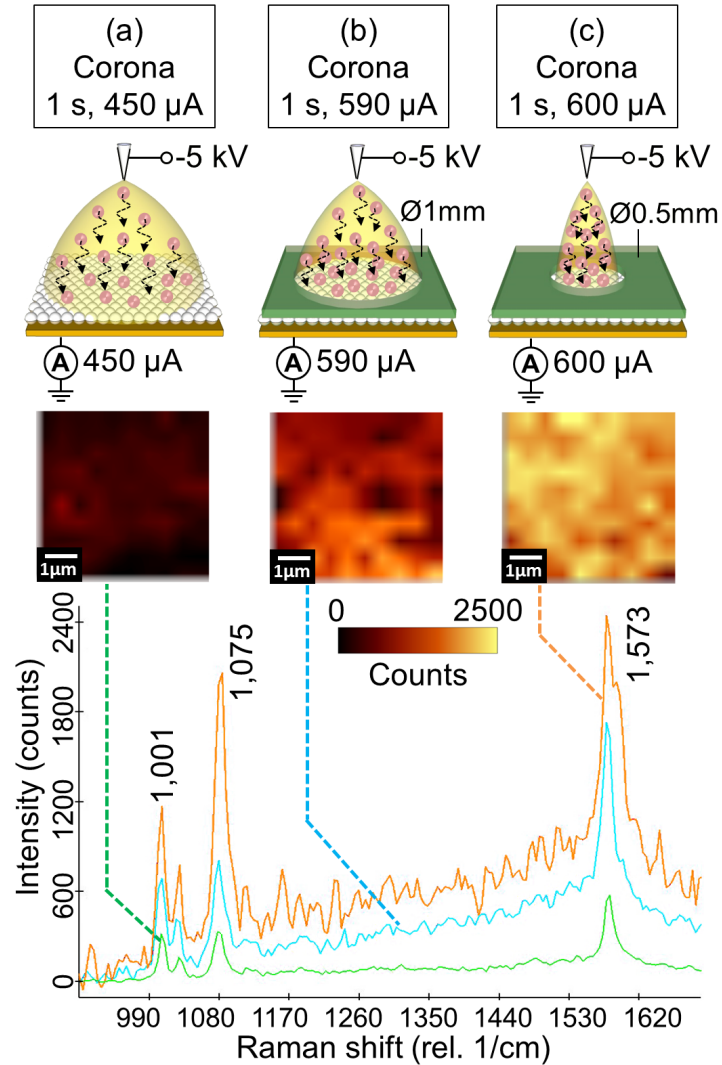 (a)
Corona
1 s, 450 µA
(b)
Corona
1 s, 590 µA
(c)
Corona
1 s, 600 µA
-5 kV
-5 kV
-5 kV
Ø1mm
Ø0.5mm
A 450 µA
A 590 µA
A 600 µA
1µm
1µm
1µm
0 2500
Counts
1,001
1,075
1,573
Intensity (counts)
2400
1800
1200
600
0
990 1080 1170 1260 1350 1440 1530 1620
Raman shift (rel. 1/cm)